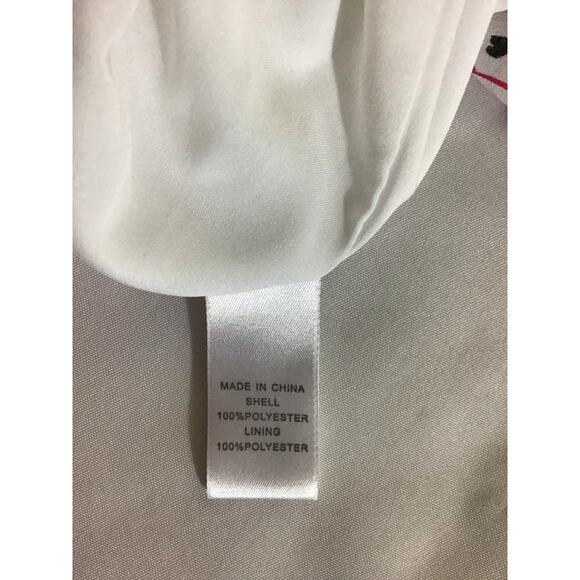 MADE IN CHINA
SHELL
100%POLYESTER
LINING
100%POLYESTER